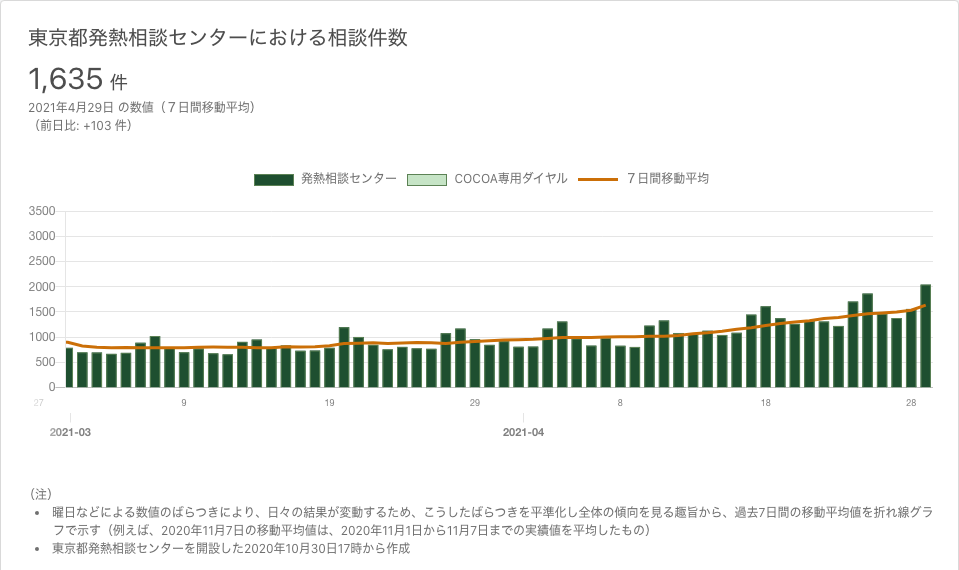 東京都発熱相談センターにおける相談件数
1,635 件
2021年4月29日 の数値（７日間移動平均）
（前日比: +103 件）
発熱相談センター COCOA専用ダイヤル ７日間移動平均
3500
3000
2500
2000
1500
1000
500
0
27 9 19 29 8 18 28
2021-03 2021-04
（注）
• 曜日などによる数値のばらつきにより、日々の結果が変動するため、こうしたばらつきを平準化し全体の傾向を見る趣旨から、過去7日間の移動平均値を折れ線グラ
フで示す（例えば、2020年11月7日の移動平均値は、2020年11月1日から11月7日までの実績値を平均したもの）
• 東京都発熱相談センターを開設した2020年10月30日17時から作成